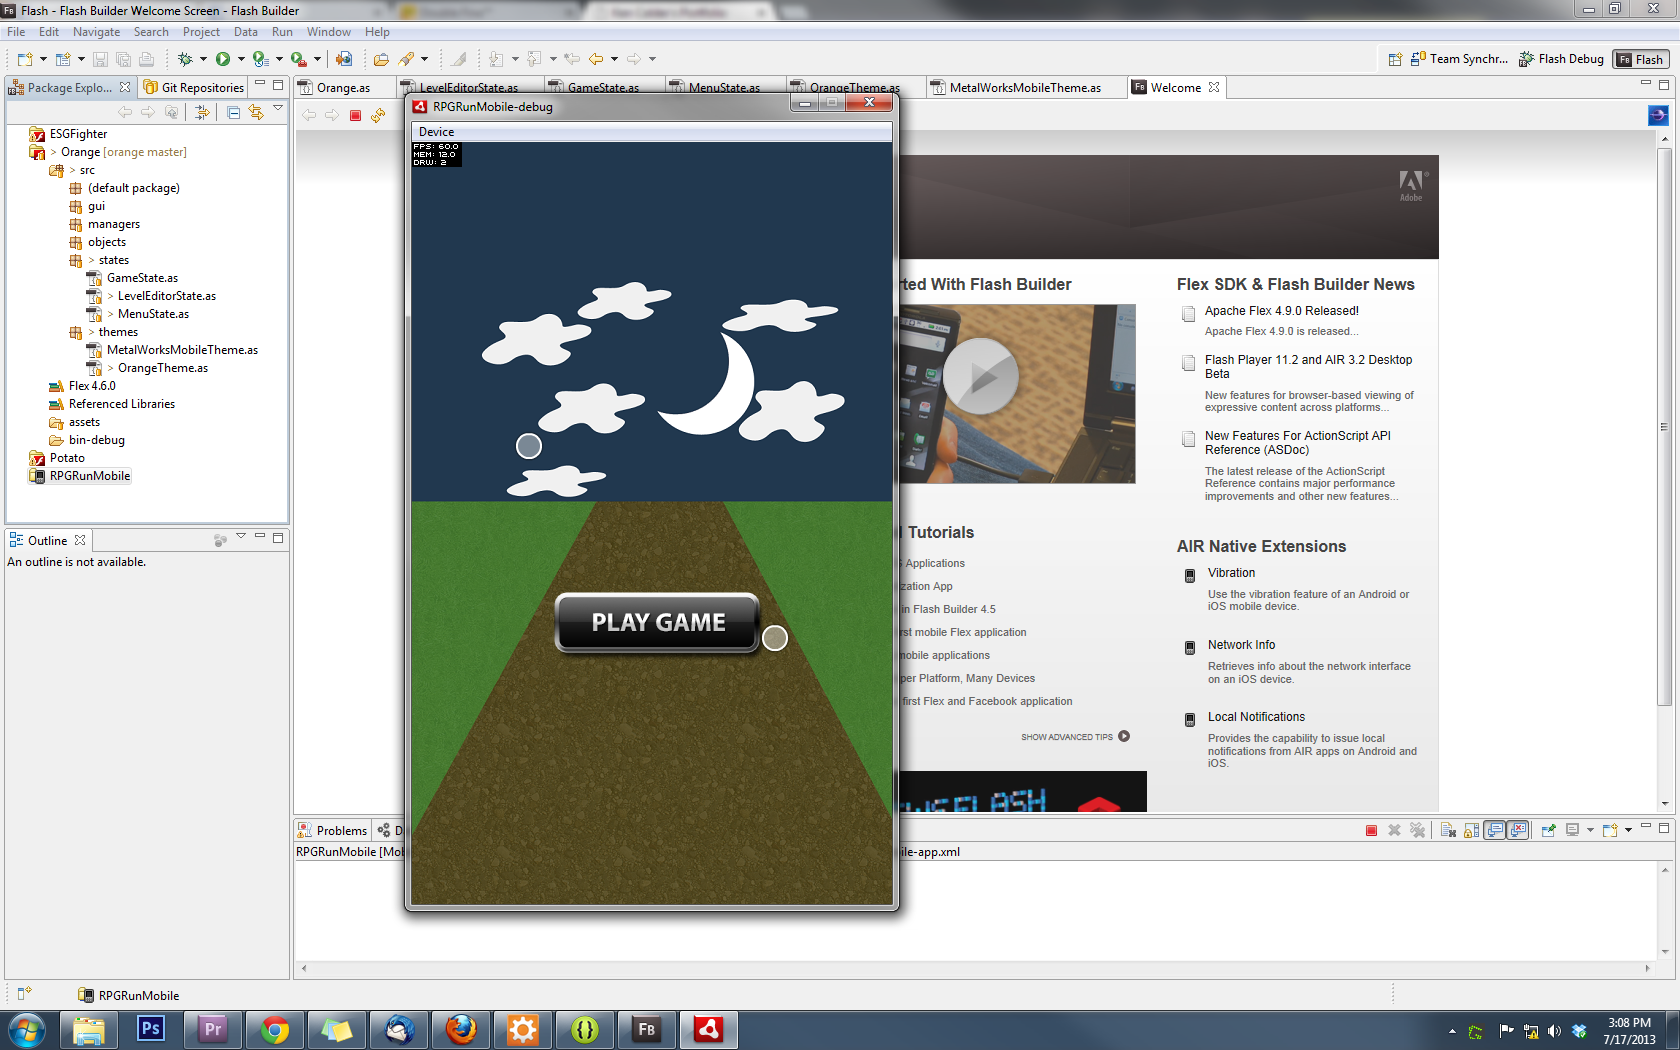 Flash - Flash Builder Welcome Screen - Flash Builder
File Edit Navigate Search Project Data Run Window Help
Team Synchr... Flash Debug Flash
Package Explo... Git Repositories
Orange.as LevelEditorState.as GameState.as MenuState.as OrangeTheme.as MetalWorksMobileTheme.as Welcome
RPGRunMobile-debug
Device
FPS: 60.0
MEM: 12.0
DRW: 2
PLAY GAME
ESGFighter
> Orange [orange master]
> src
(default package)
gui
managers
objects
> states
GameState.as
> LevelEditorState.as
> MenuState.as
> themes
MetalWorksMobileTheme.as
> OrangeTheme.as
Flex 4.6.0
Referenced Libraries
assets
bin-debug
Potato
RPGRunMobile
Outline
An outline is not available.
Adobe
rted With Flash Builder
Tutorials
Applications
zation App
in Flash Builder 4.5
rst mobile Flex application
mobile applications
per Platform, Many Devices
first Flex and Facebook application
SHOW ADVANCED TIPS
Flex SDK & Flash Builder News
Apache Flex 4.9.0 Released!
Apache Flex 4.9.0 is released...
Flash Player 11.2 and AIR 3.2 Desktop
Beta
New features for browser-based viewing of
expressive content across platforms...
New Features For ActionScript API
Reference (ASDoc)
The latest release of the ActionScript
Reference contains major performance
improvements and other new features...
AIR Native Extensions
Vibration
Use the vibration feature of an Android or
iOS mobile device.
Network Info
Retrieves info about the network interface
on an iOS device.
Local Notifications
Provides the capability to issue local
notifications from AIR apps on Android and
iOS.
Problems D
RPGRunMobile [Mob ile-app.xml
RPGRunMobile
Ps Pr FB
3:08 PM
7/17/2013